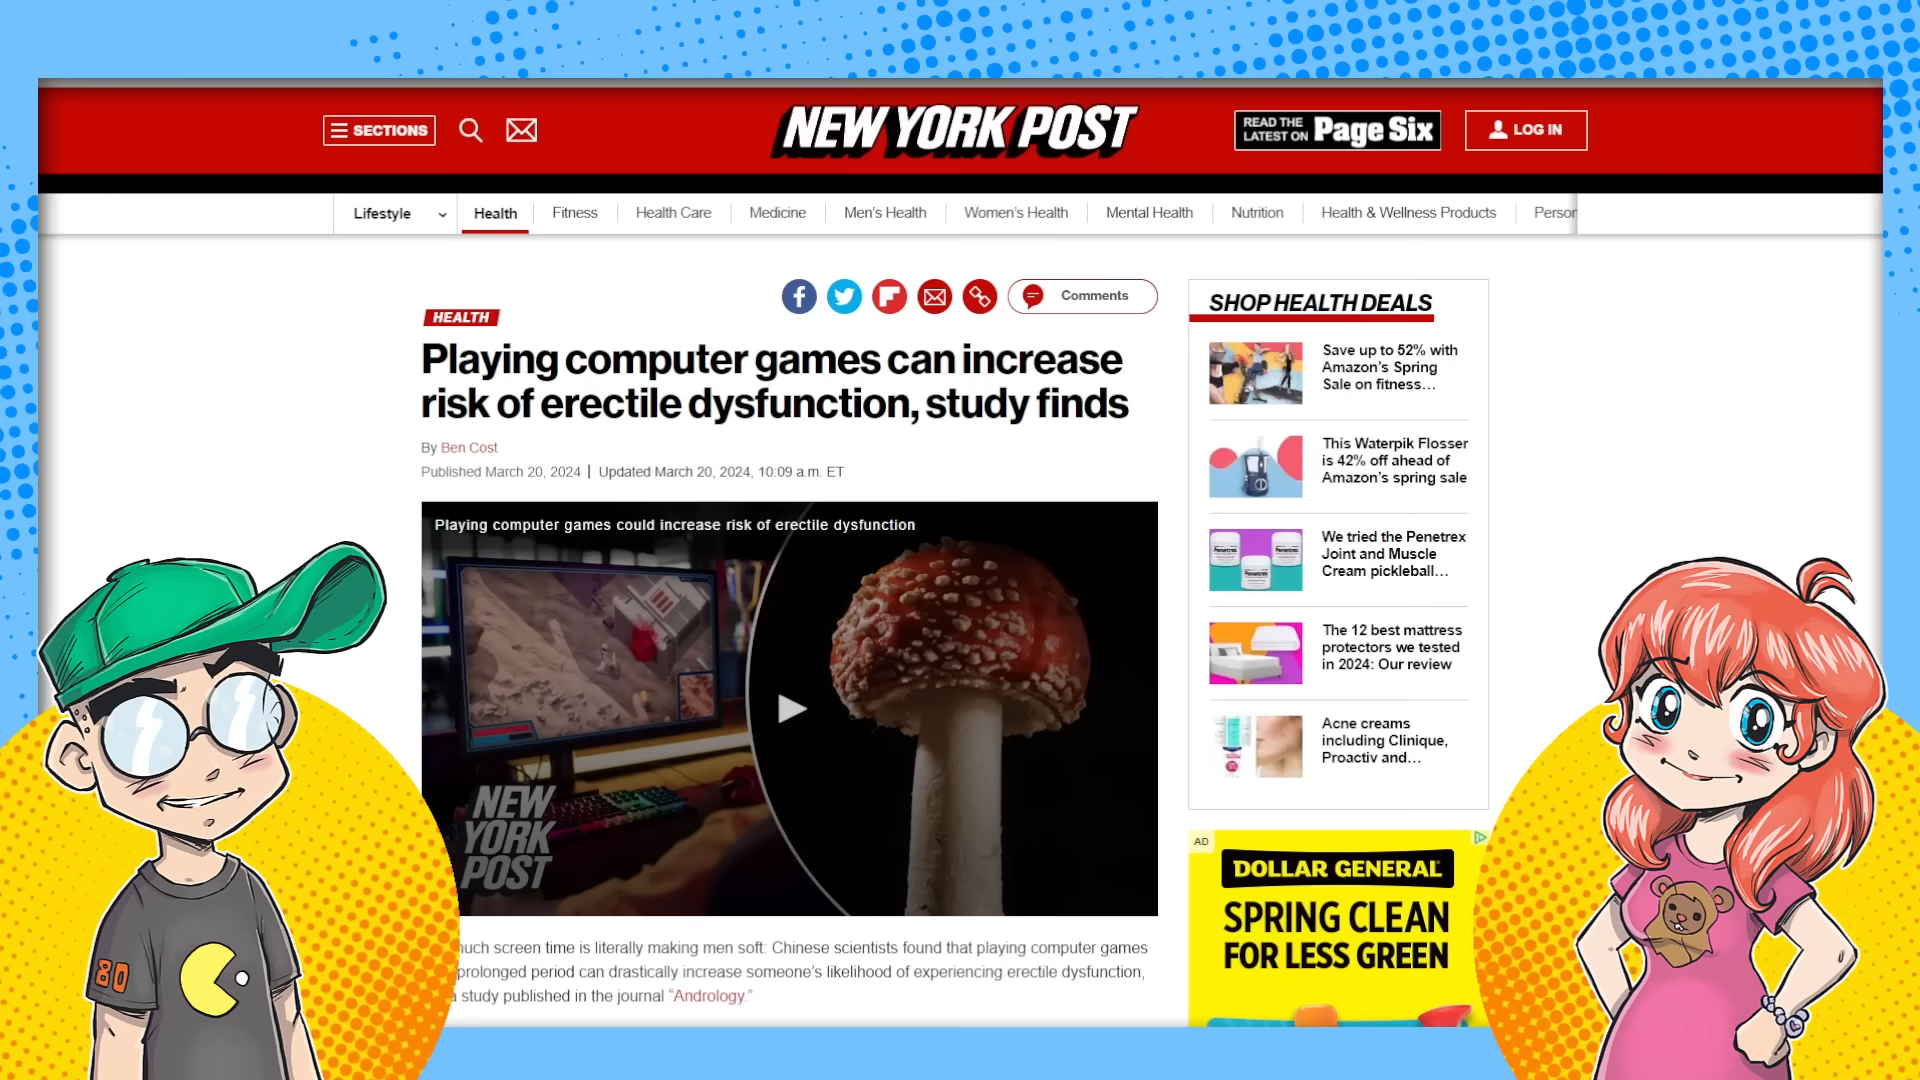 SECTIONS
NEW YORK POST
READ THE
LATEST ON
Page Six
LOG IN
Lifestyle
Health
Fitness
Health Care
Medicine
Men's Health
Women's Health
Mental Health
Nutrition
Health & Wellness Products
HEALTH
Comments
Playing computer games can increase
risk of erectile dysfunction, study finds
By Ben Cost
Published March 20, 2024 | Updated March 20, 2024, 10:09 a.m. ET
Playing computer games could increase risk of erectile dysfunction
NEW
YORK
POST
screen time is literally making men soft: Chinese scientists found that playing computer games
prolonged period can drastically increase someone's likelihood of experiencing erectile dysfunction,
a study published in the journal “Andrology.”
SHOP HEALTH DEALS
Save up to 52% with
Amazon's Spring
Sale on fitness...
This Waterpik Flosser
is 42% off ahead of
Amazon's spring sale
We tried the Penetrex
Joint and Muscle
Cream pickleball...
Penetrex
Penetrex
Penetrex
The 12 best mattress
protectors we tested
in 2024: Our review
Acne creams
including Clinique,
Proactiv and...
AD
DOLLAR GENERAL
SPRING CLEAN
FOR LESS GREEN
80